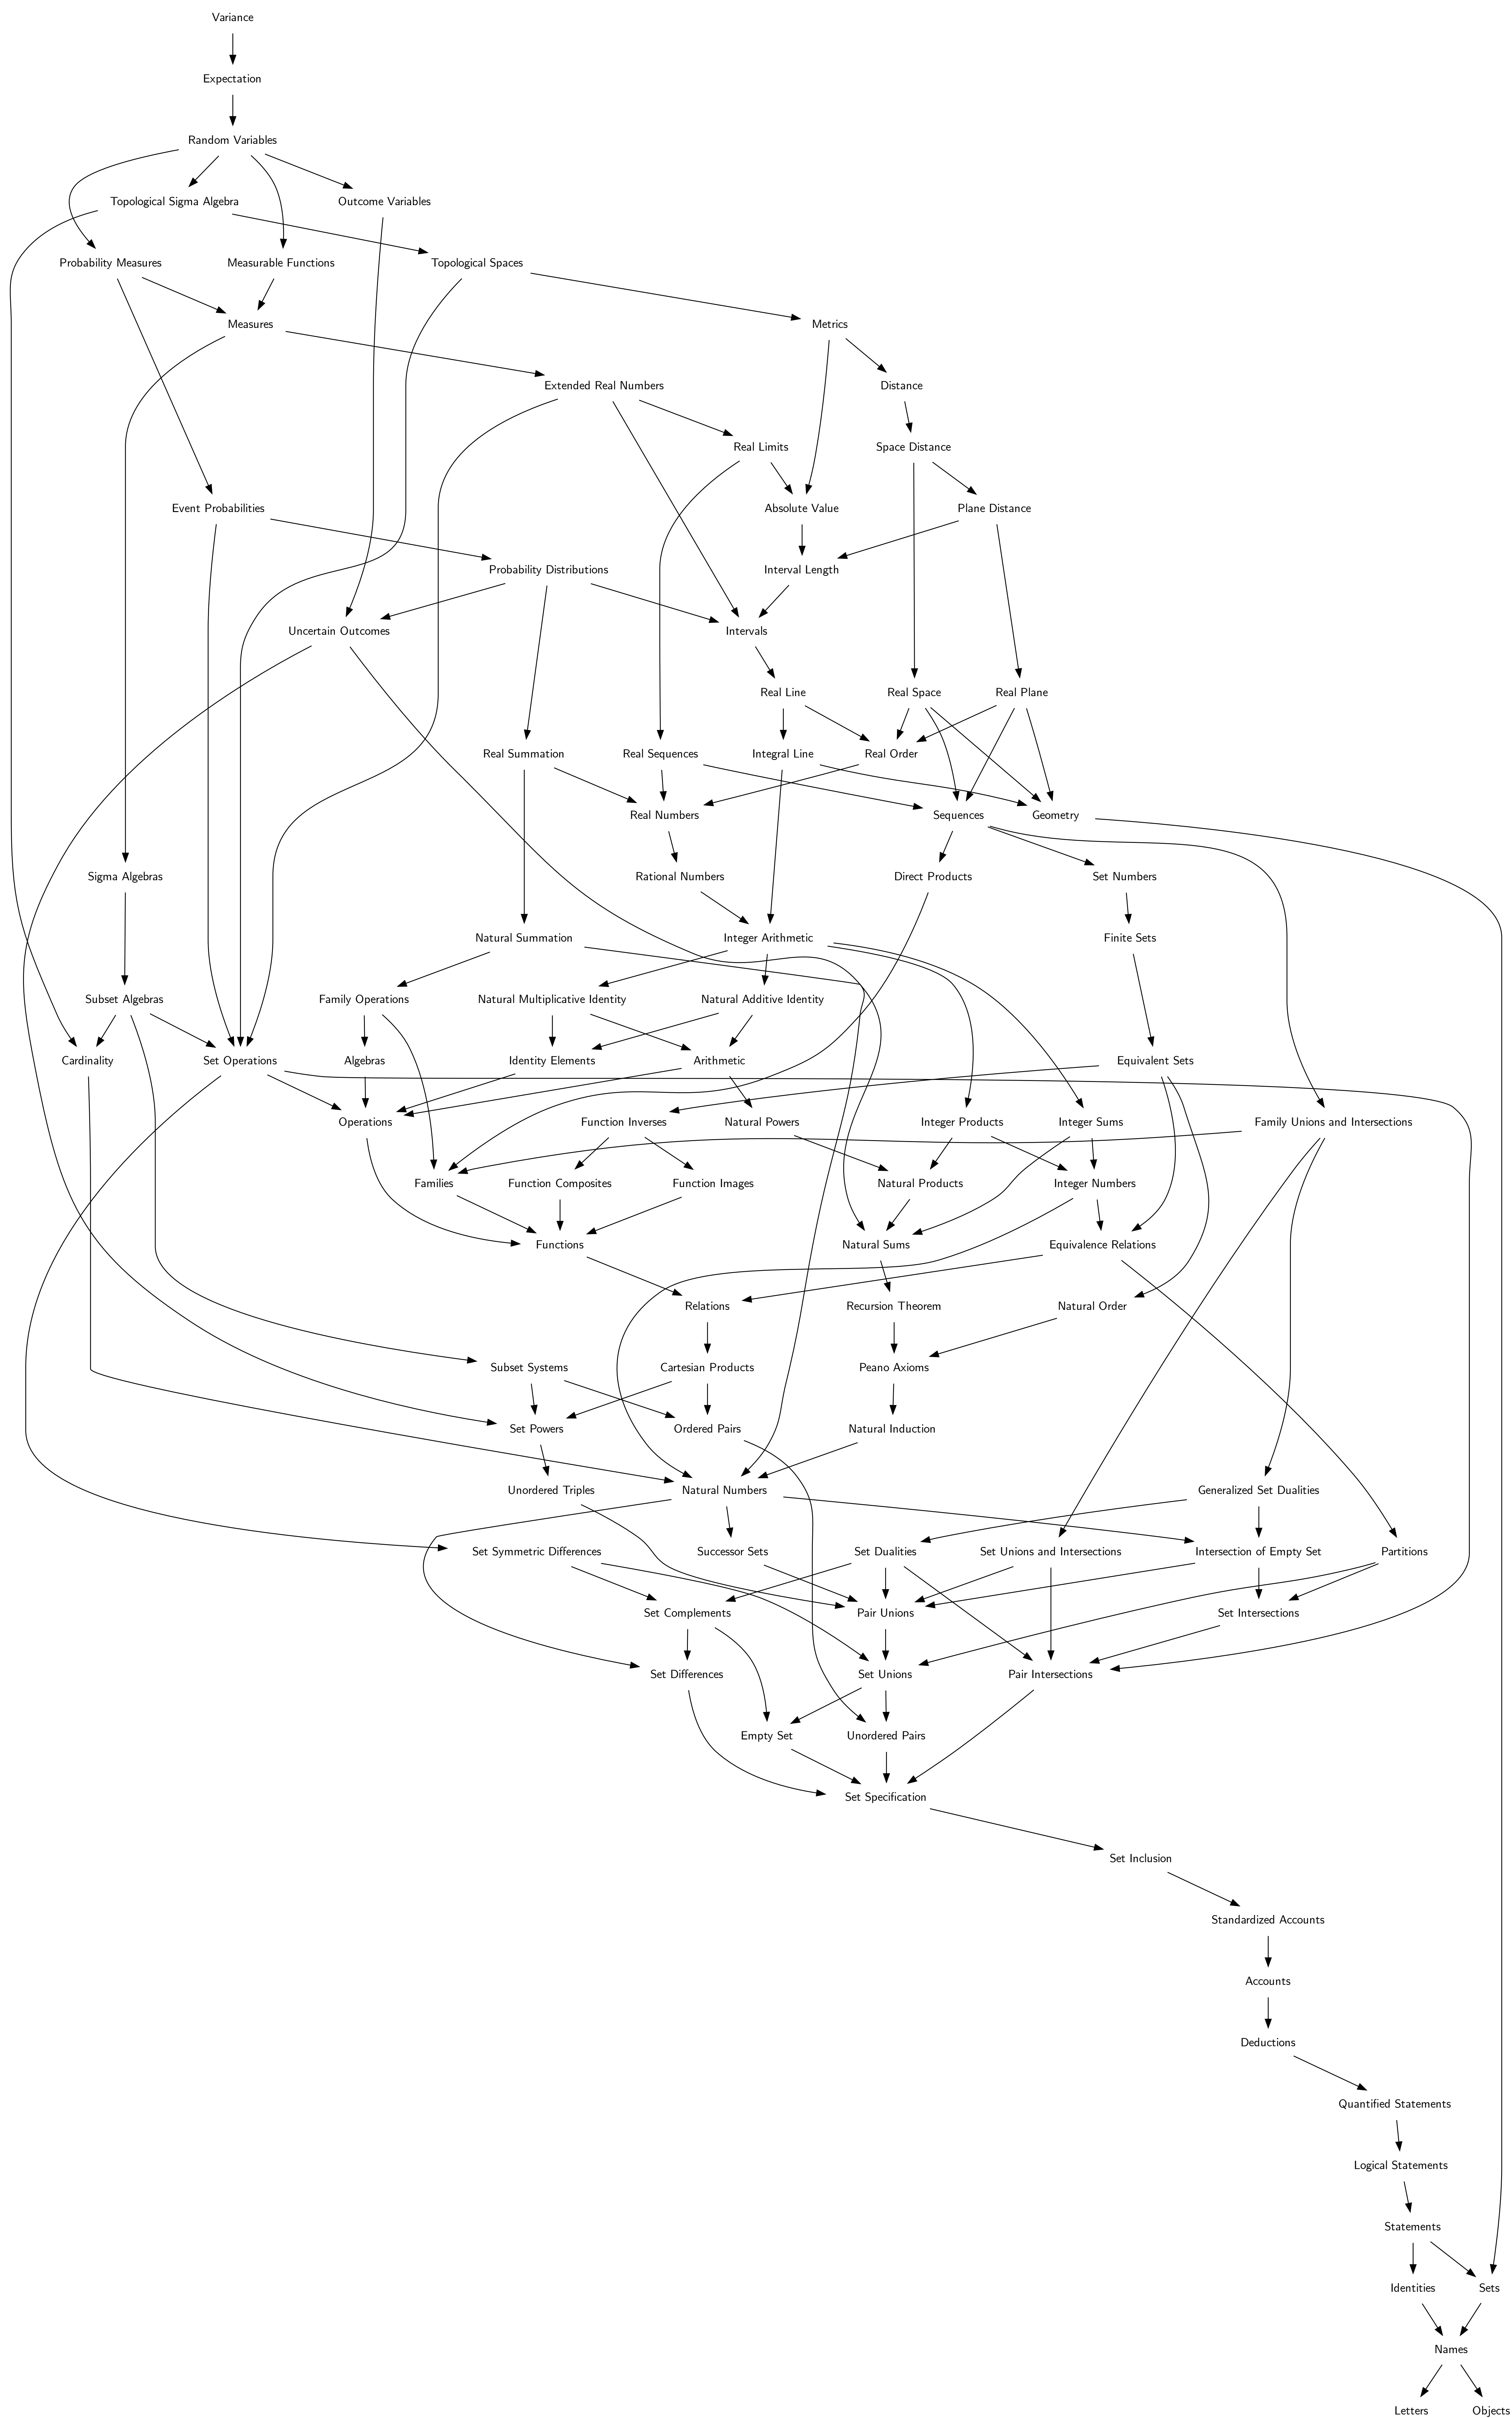 Variance
Expectation
Random Variables
Topological Sigma Algebra
Outcome Variables
Probability Measures
Measurable Functions
Topological Spaces
Measures
Metrics
Extended Real Numbers
Distance
Real Limits
Space Distance
Event Probabilities
Absolute Value
Plane Distance
Probability Distributions
Interval Length
Uncertain Outcomes
Intervals
Real Line
Real Space
Real Plane
Real Summation
Real Sequences
Integral Line
Real Order
Real Numbers
Sequences
Geometry
Sigma Algebras
Rational Numbers
Direct Products
Set Numbers
Natural Summation
Integer Arithmetic
Finite Sets
Subset Algebras
Family Operations
Natural Multiplicative Identity
Natural Additive Identity
Cardinality
Set Operations
Algebras
Identity Elements
Arithmetic
Equivalent Sets
Operations
Function Inverses
Natural Powers
Integer Products
Integer Sums
Family Unions and Intersections
Families
Function Composites
Function Images
Natural Products
Integer Numbers
Functions
Natural Sums
Equivalence Relations
Relations
Recursion Theorem
Natural Order
Subset Systems
Cartesian Products
Peano Axioms
Set Powers
Ordered Pairs
Natural Induction
Unordered Triples
Natural Numbers
Generalized Set Dualities
Set Symmetric Differences
Successor Sets
Set Dualities
Set Unions and Intersections
Intersection of Empty Set
Partitions
Set Complements
Pair Unions
Set Intersections
Set Differences
Set Unions
Pair Intersections
Empty Set
Unordered Pairs
Set Specification
Set Inclusion
Standardized Accounts
Accounts
Deductions
Quantified Statements
Logical Statements
Statements
Identities
Sets
Names
Letters
Objects